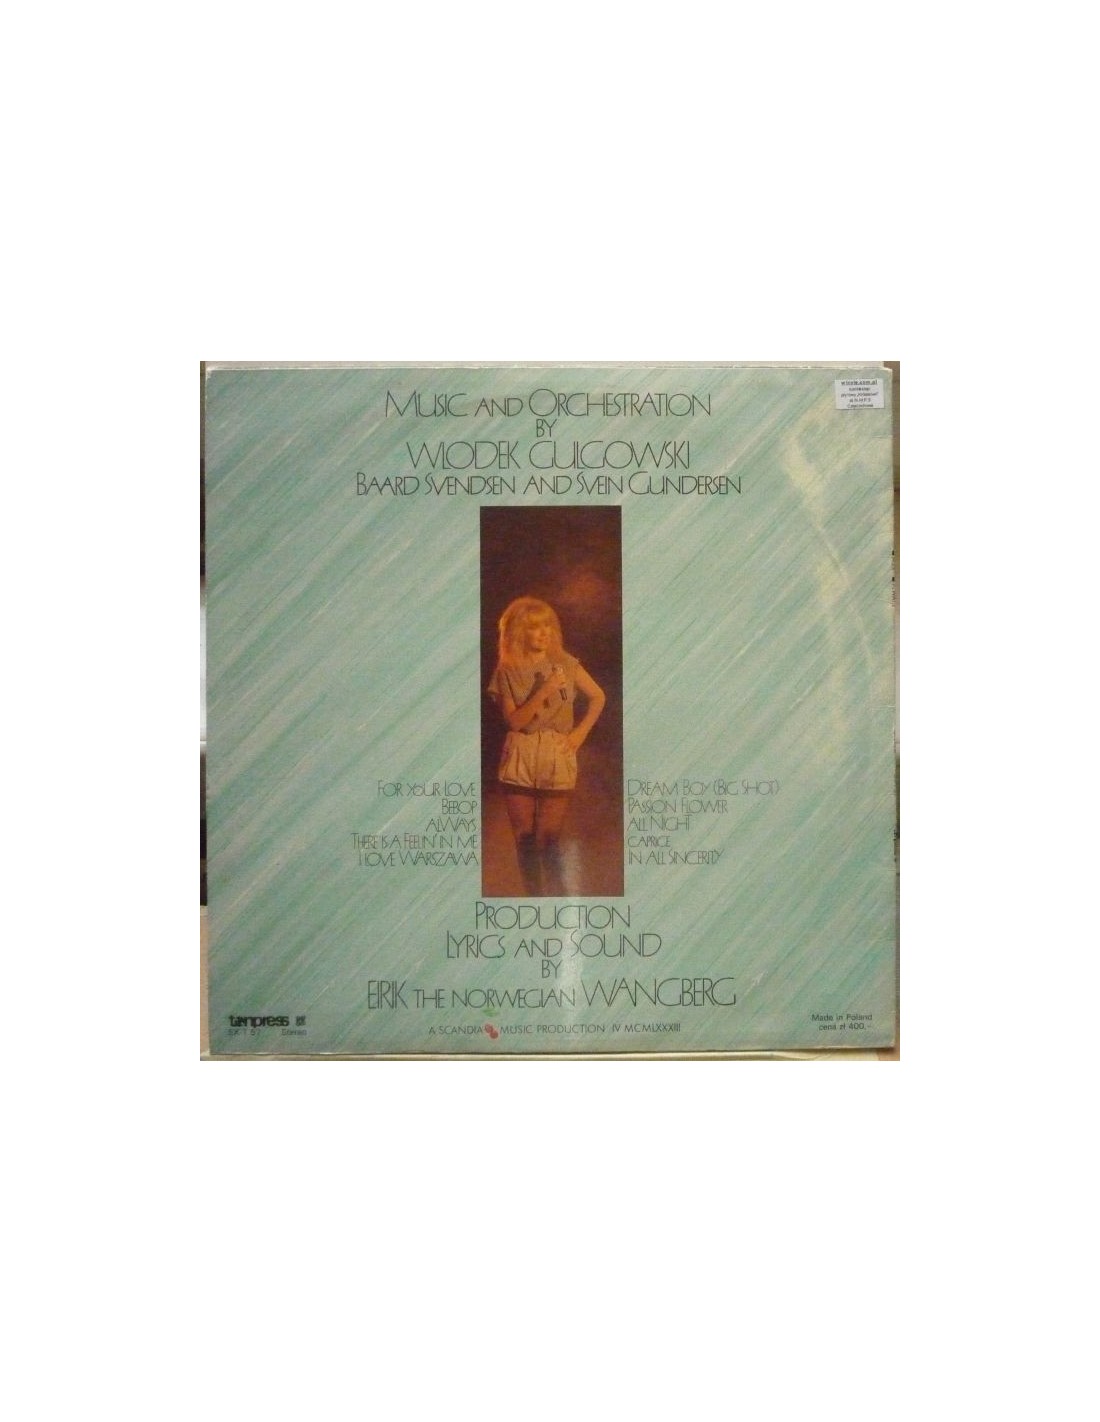 MUSIC AND ORCHESTRATION
BY
WLODEK GULGOWSKI
BAARD SVENDSEN AND SVEIN GUNDERSEN
FOR YOUR LOVE
BEBOP
ALWAYS
THERE IS A FEELIN' IN ME
I LOVE WARSZAWA
DREAM BOY (BIG SHOT)
PASSION FLOWER
ALL NIGHT
CAPRICE
IN ALL SINCERITY
PRODUCTION
LYRICS AND SOUND
BY
EIRIK THE NORWEGIAN WANGBERG
A SCANDIA MUSIC PRODUCTION IV MCMLXXXIII
tonpress
SX-T 57 Stereo
Made in Poland
cena zł 400,-